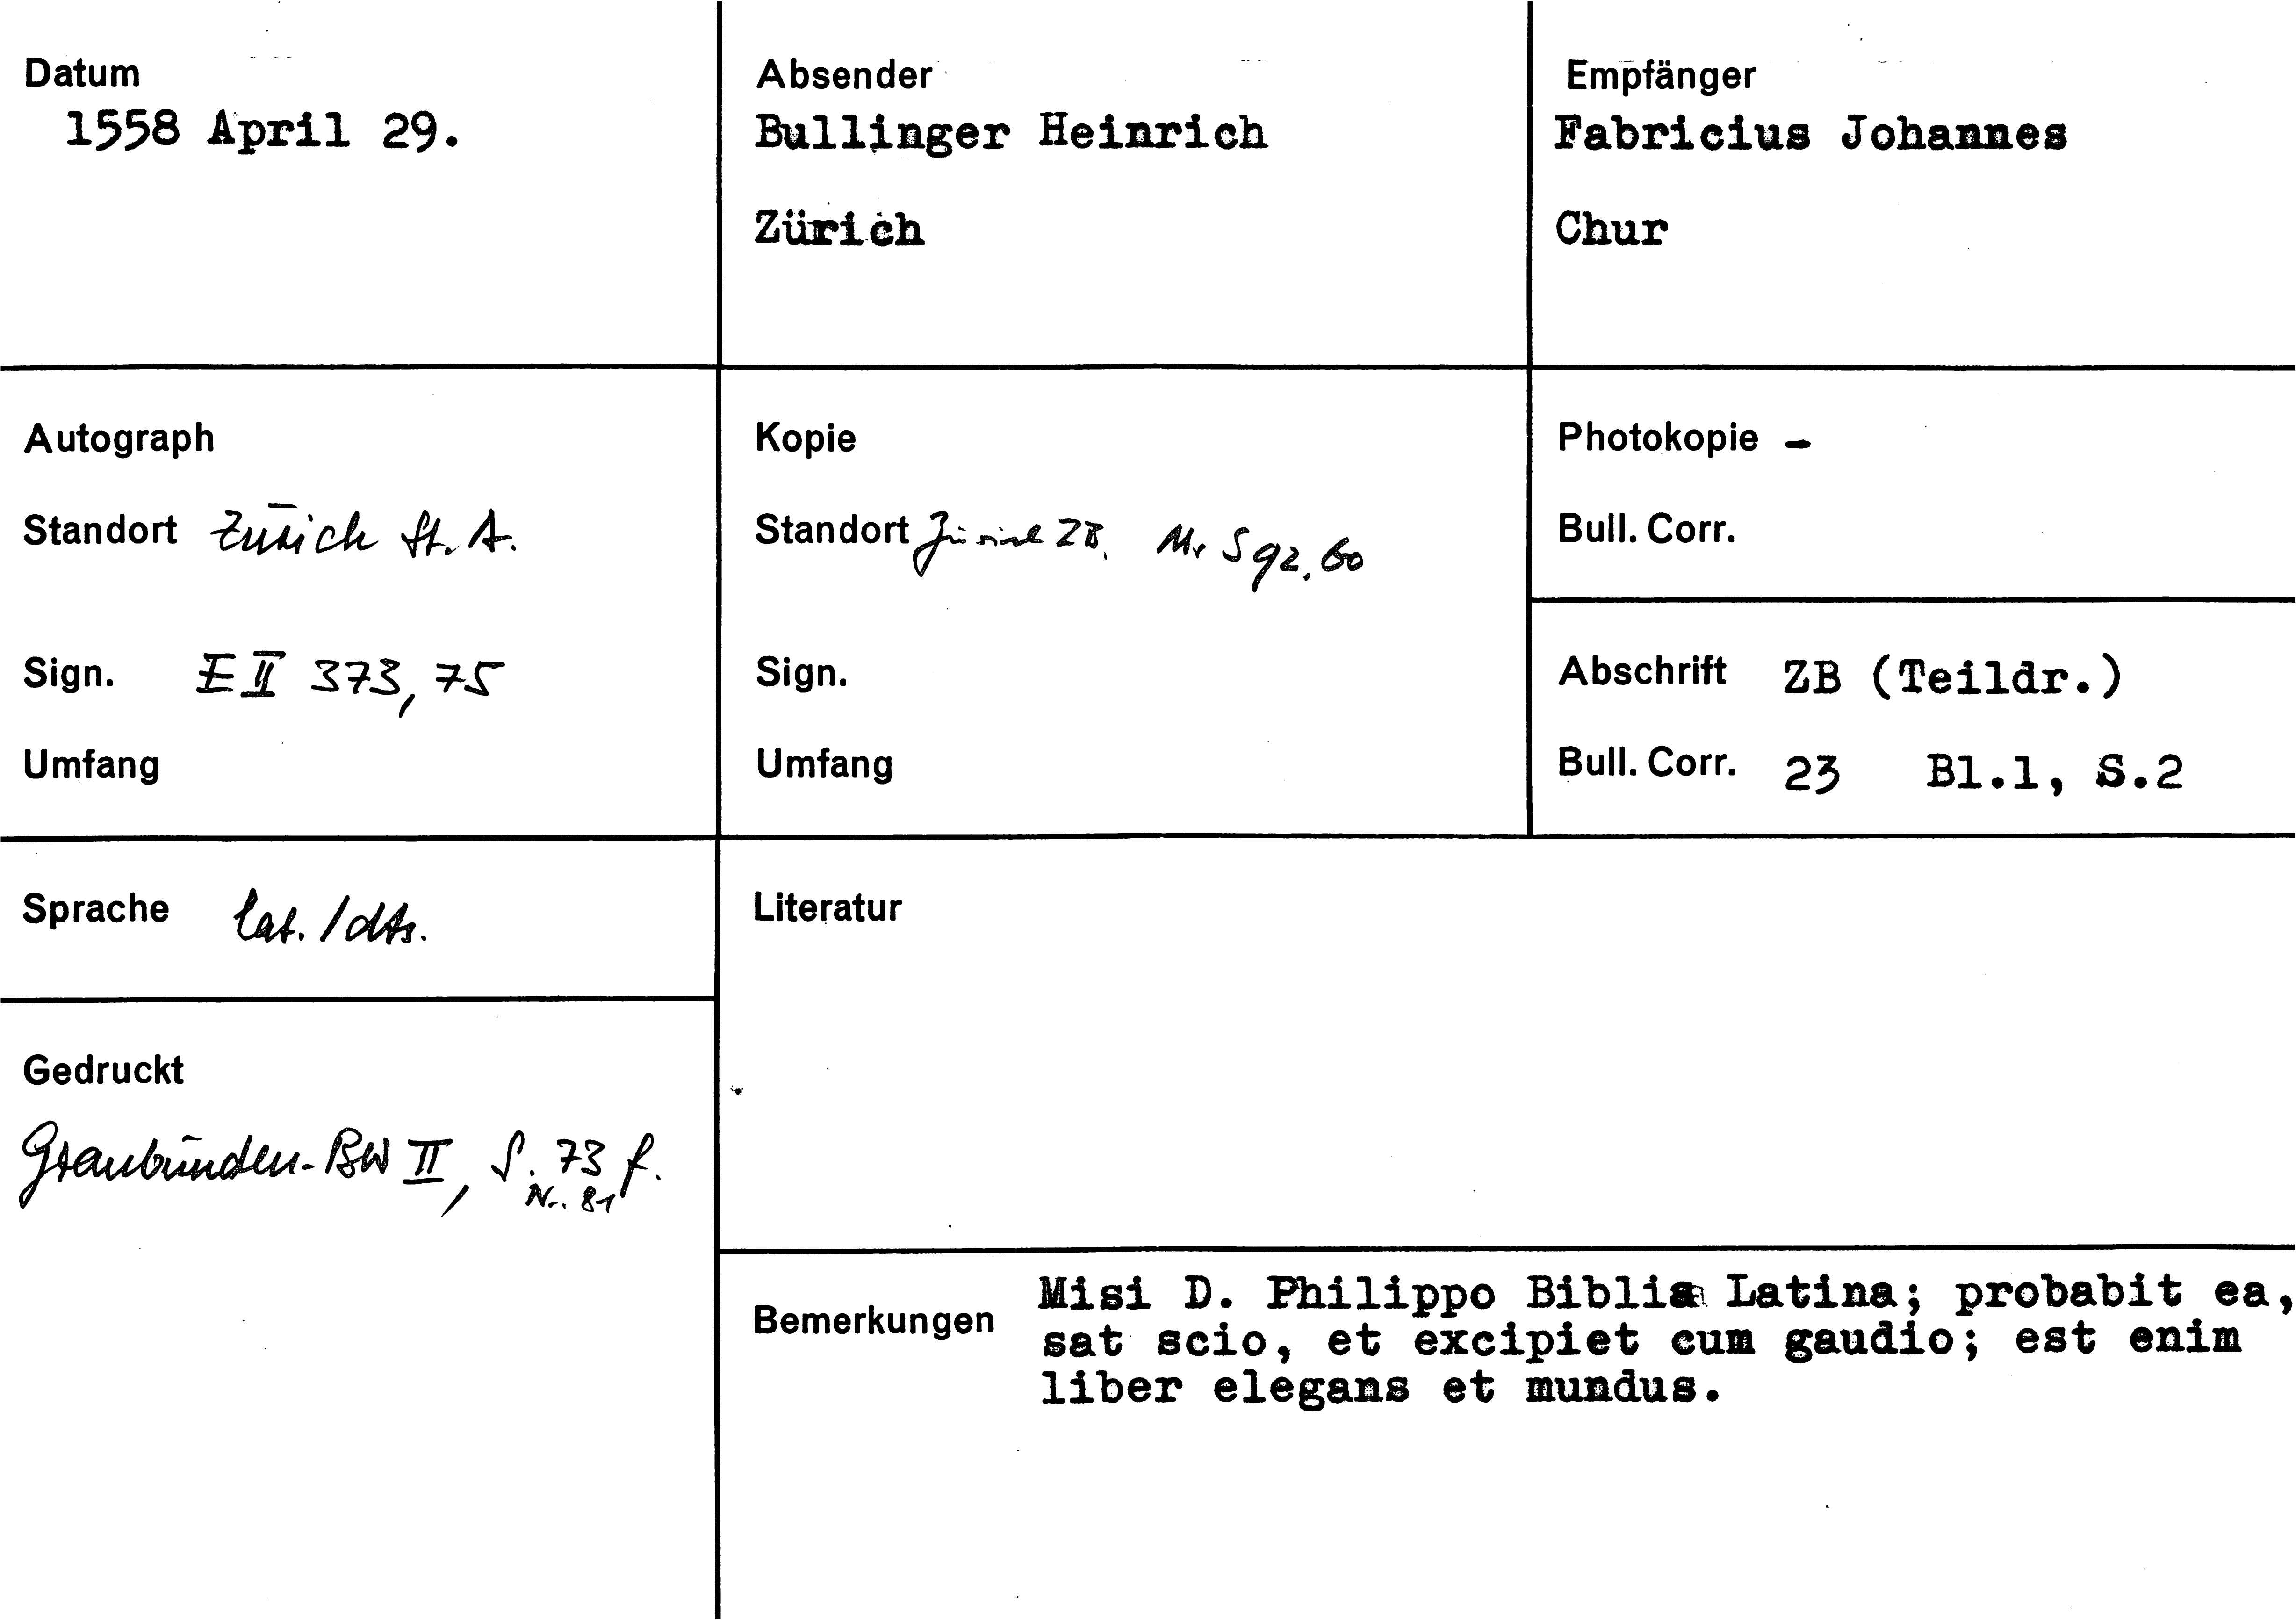 Datum
1558 April 29.
Absender
Bullinger Heinrich
Zürich
Empfänger
Fabricius Johannes
Chur
Autograph
Standort Zürich St. A.
Sign. E II 373, 75
Umfang
Kopie
Standort Zürich ZB. Ms S 92, 60
Sign.
Umfang
Photokopie -
Bull. Corr.
Abschrift ZB (Teildr.)
Bull. Corr. 23 Bl.1, S.2
Sprache lat. / dts.
Gedruckt
Graubünden-BW II, S. 73 f.
Nr. 81
Literatur
Bemerkungen
Misi D. Philippo Biblia Latina; probabit ea,
sat scio, et excipiet cum gaudio; est enim
liber elegans et mundus.